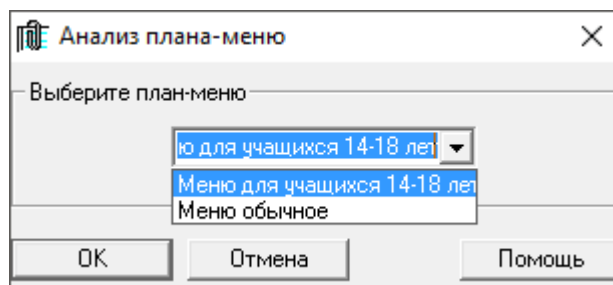 Анализ плана-меню
Выберите план-меню
ю для учащихся 14-18 лет
Меню для учащихся 14-18 лет
Меню обычное
ОК Отмена Помощь